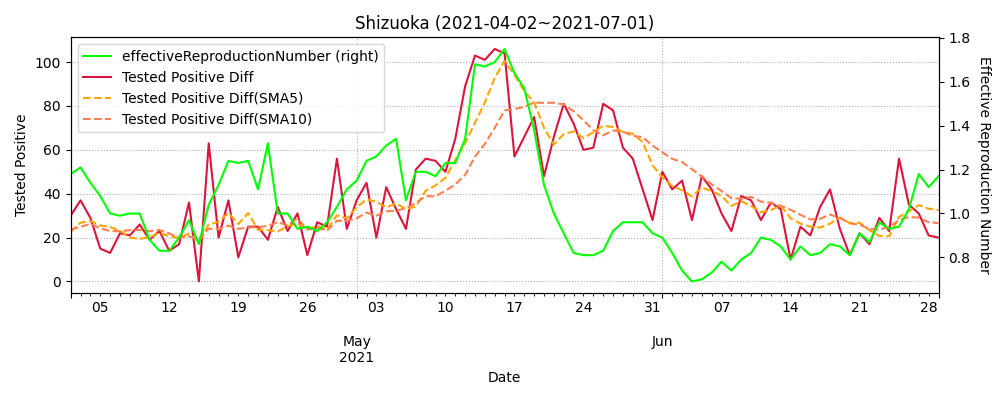 Shizuoka (2021-04-02~2021-07-01)
effectiveReproductionNumber (right)
Tested Positive Diff
Tested Positive Diff(SMA5)
Tested Positive Diff(SMA10)
Tested Positive
100
80
60
40
20
0
1.8
1.6
1.4
1.2
1.0
0.8
Effective Reproduction Number
05 12 19 26 03 10 17 24 31 07 14 21 28
May Jun
2021
Date